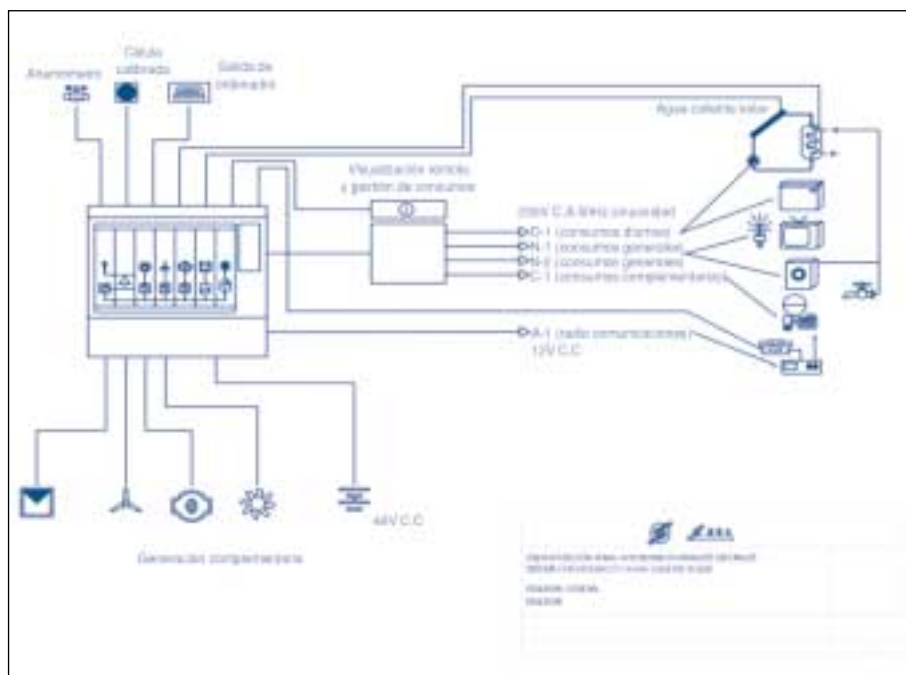 Anemómetro
Célula
calibrada
Salida de
ordenador
Agua caliente solar
Visualización remota
y gestión de consumos
230V C.A 50Hz sinusoidal
D-1 (consumos diurnos)
N-1 (consumos generales)
N-2 (consumos generales)
C-1 (consumos complementarios)
A-1 (radio comunicaciones)
12V C.C
48V C.C
Generación complementaria